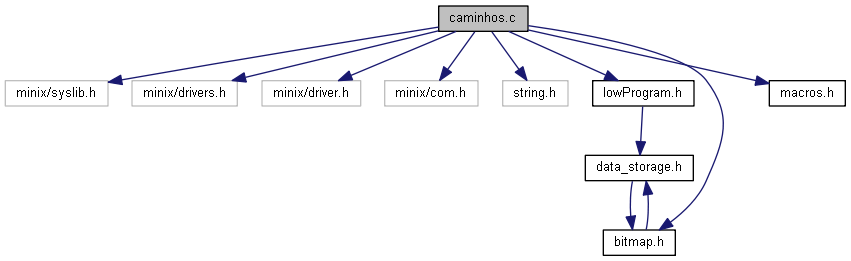 caminhos.c
minix/syslib.h
minix/drivers.h
minix/driver.h
minix/com.h
string.h
lowProgram.h
macros.h
data_storage.h
bitmap.h